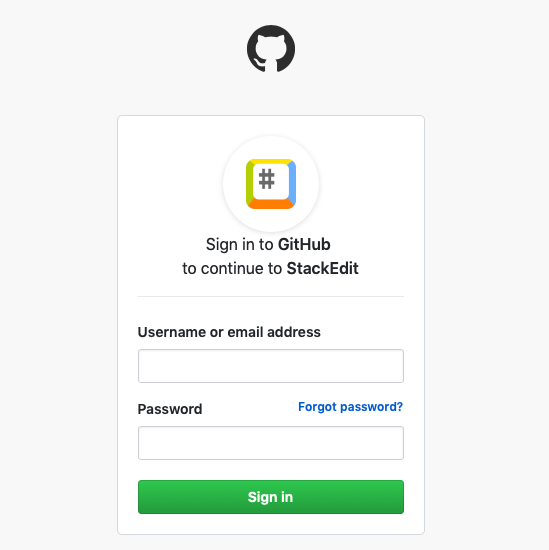 #
Sign in to GitHub
to continue to StackEdit
Username or email address
Password Forgot password?
Sign in